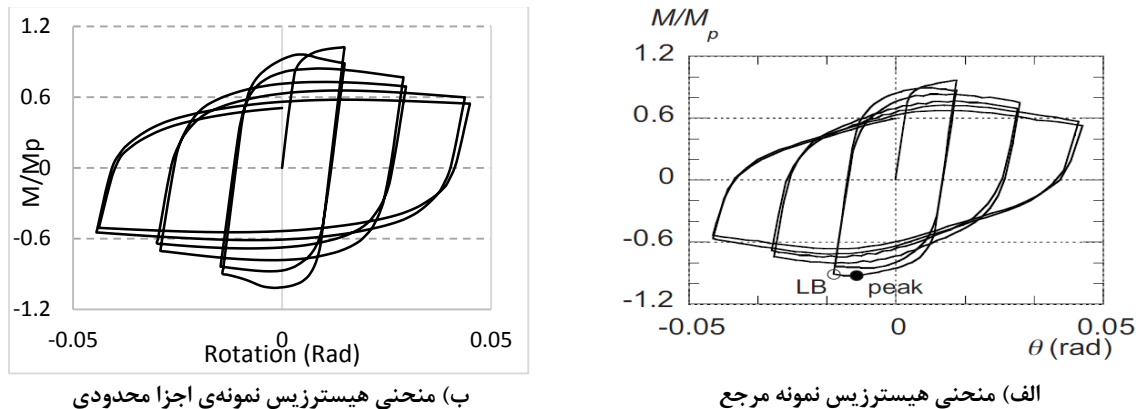 M/Mp
1.2
0.6
0
-0.6
-1.2
-0.05
0
0.05
θ (rad)
LB
peak
الف) منحنی هیسترزیس نمونه مرجع
M/Mp
1.2
0.6
0
-0.6
-1.2
-0.05
0
0.05
Rotation (Rad)
ب) منحنی هیسترزیس نمونه‌ی اجزا محدودی